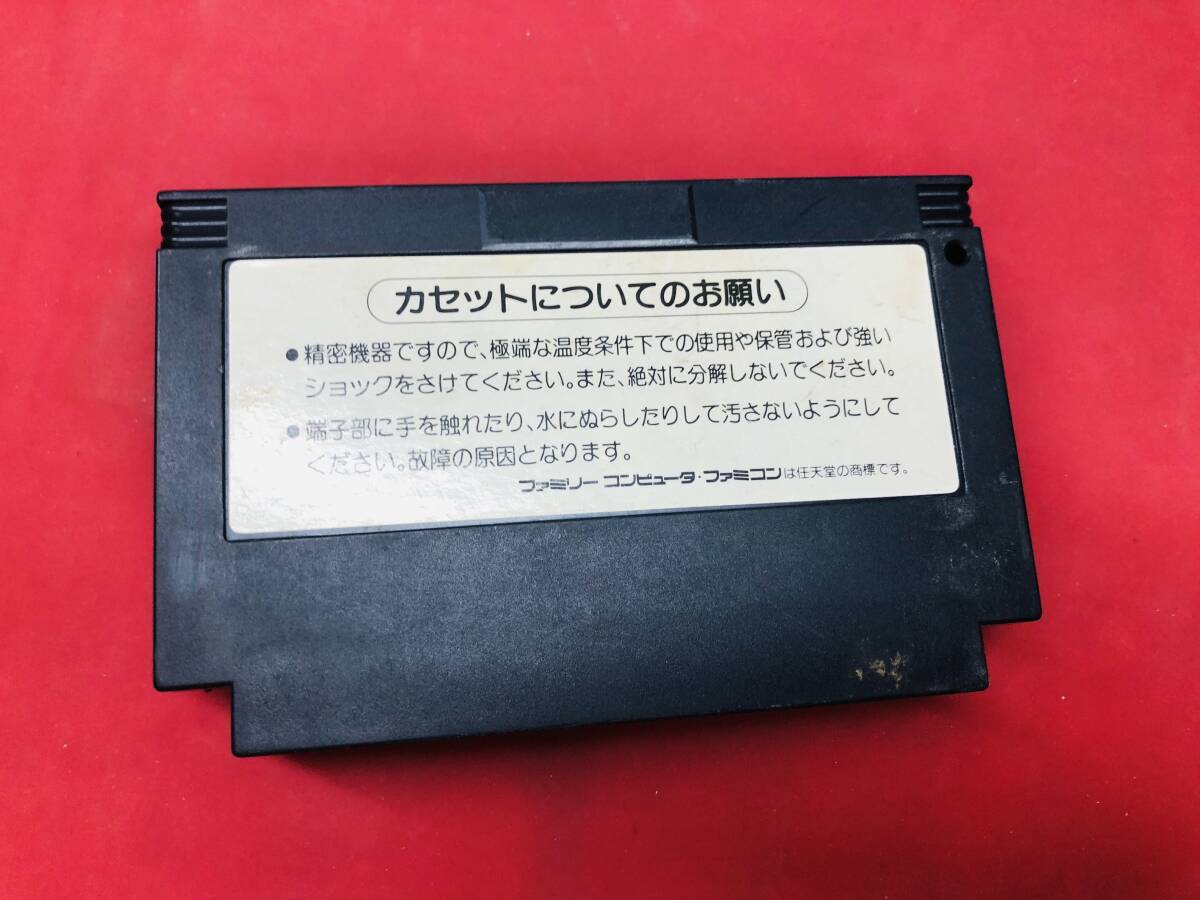 カセットについてのお願い
●精密機器ですので、極端な温度条件下での使用や保管および強い
ショックをさけてください。また、絶対に分解しないでください。
●端子部に手を触れたり、水にぬらしたりして汚さないようにして
ください。故障の原因となります。
ファミリーコンピュータ・ファミコンは任天堂の商標です。